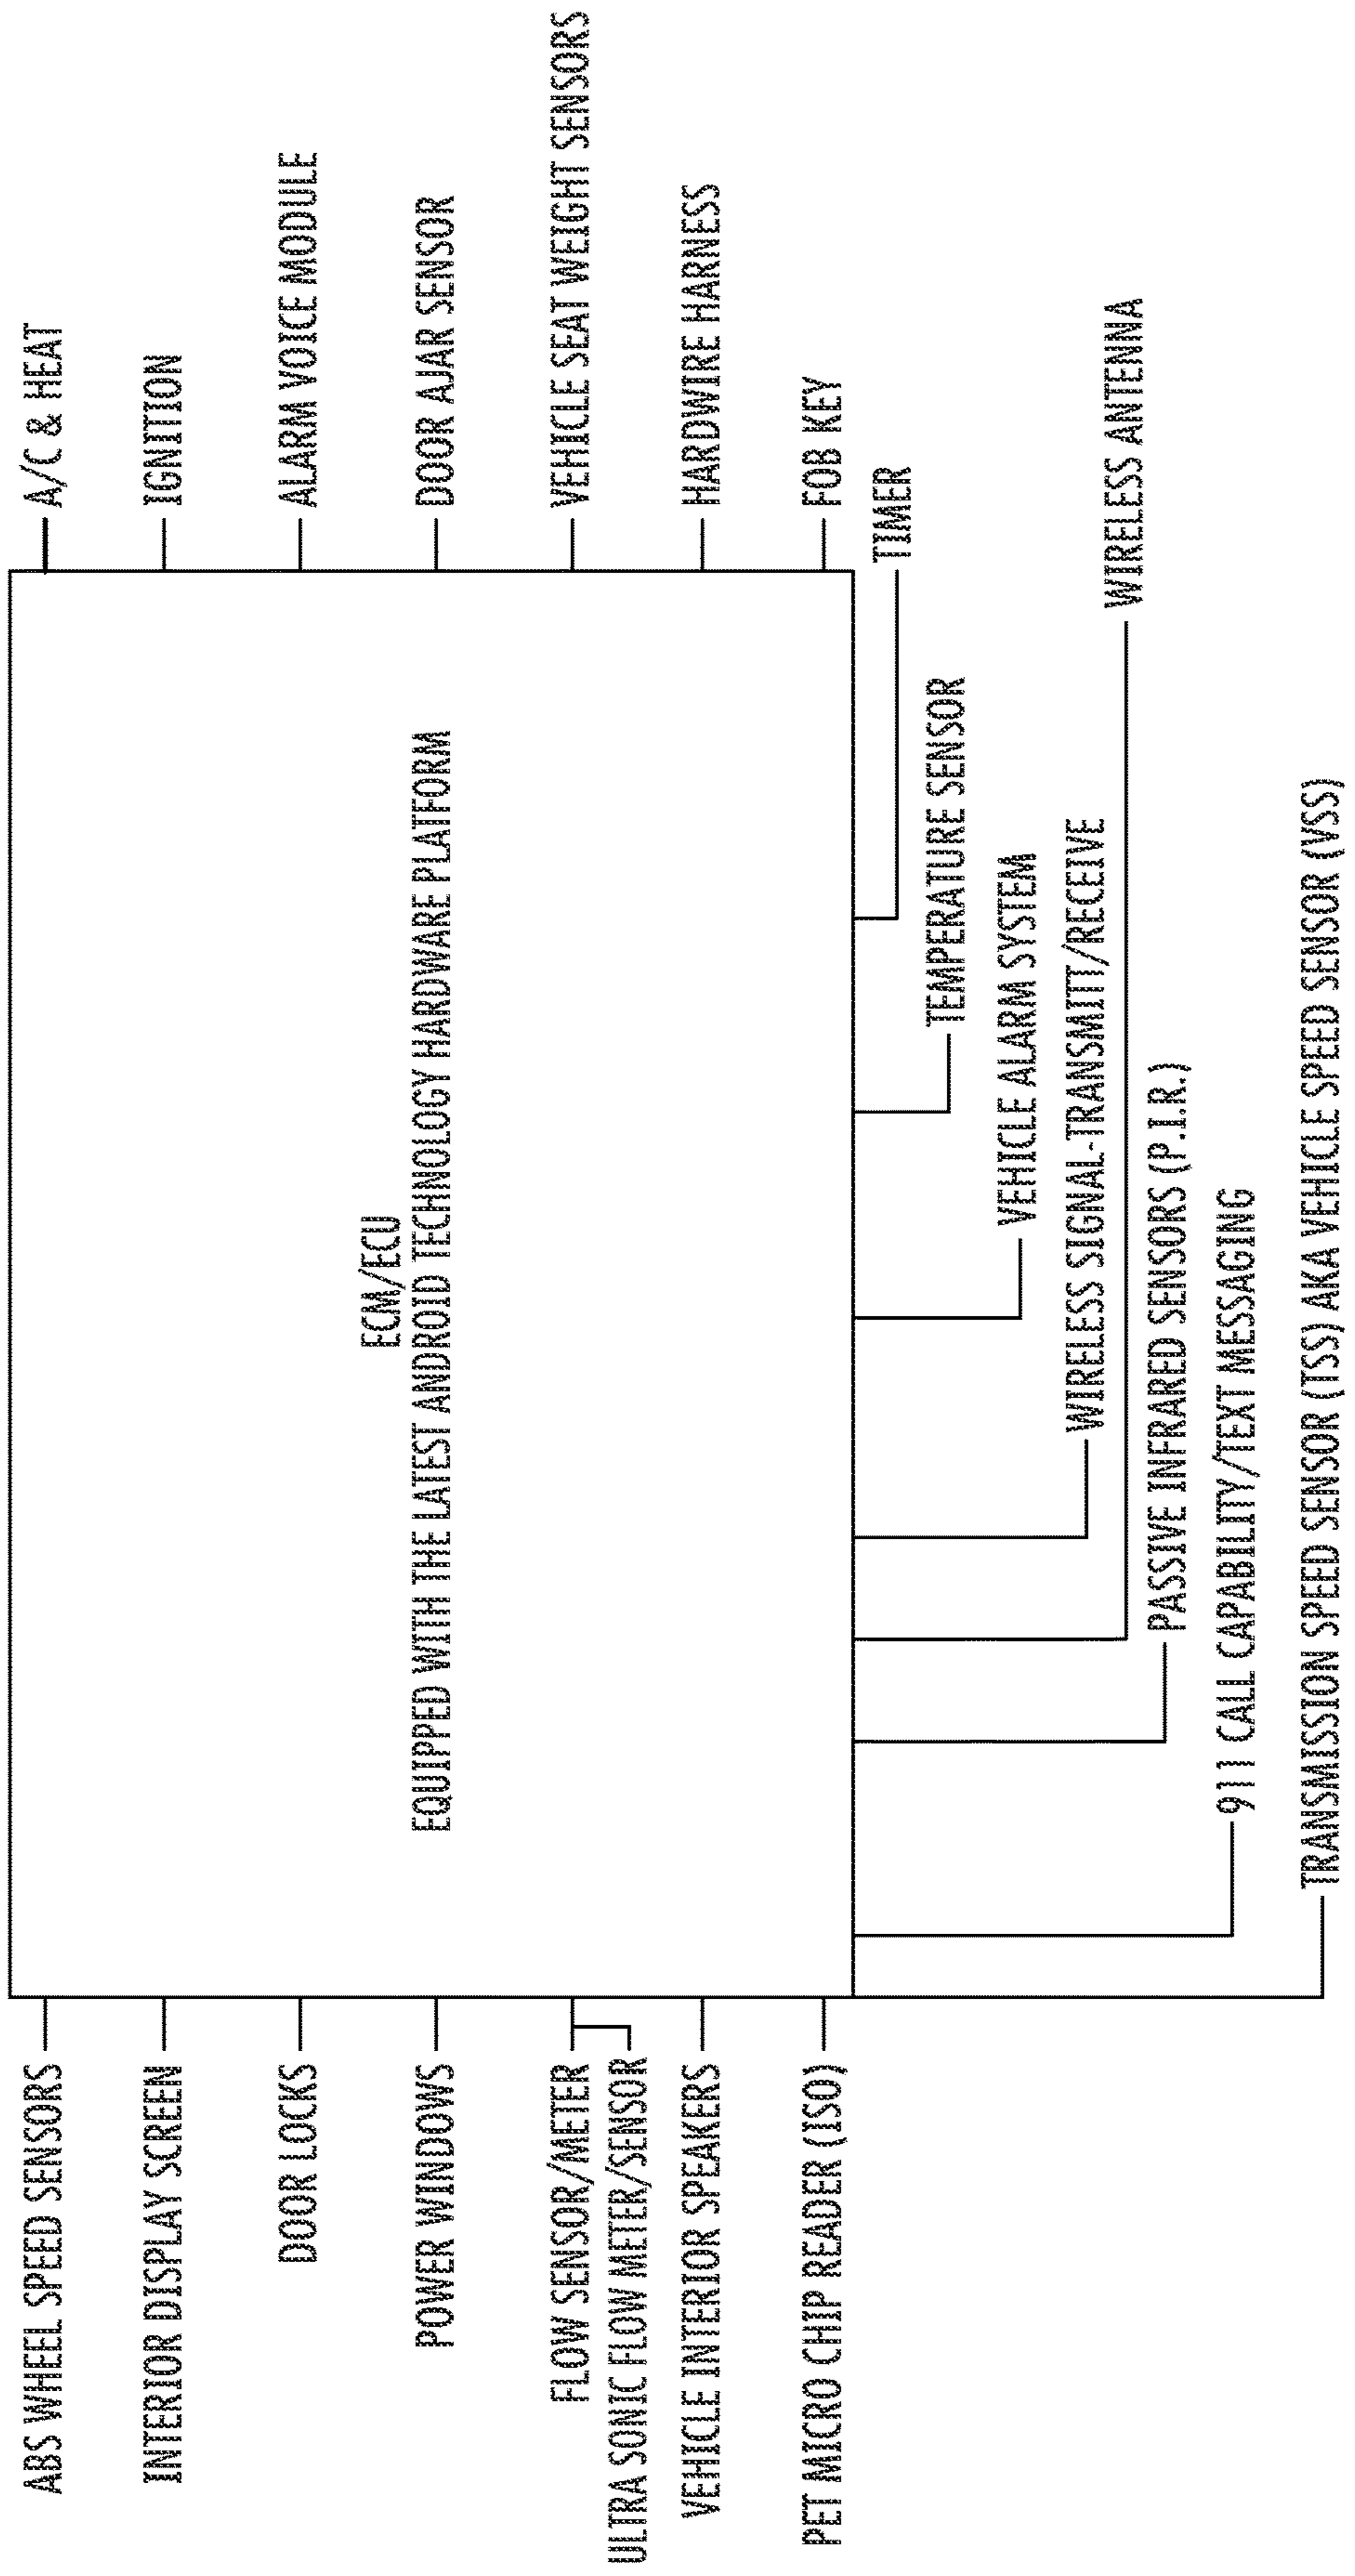 ECM/ECU
EQUIPPED WITH THE LATEST ANDROID TECHNOLOGY HARDWARE PLATFORM
ABS WHEEL SPEED SENSORS
INTERIOR DISPLAY SCREEN
DOOR LOCKS
POWER WINDOWS
FLOW SENSOR/METER
ULTRA SONIC FLOW METER/SENSOR
VEHICLE INTERIOR SPEAKERS
PET MICRO CHIP READER (ISO)
A/C & HEAT
IGNITION
ALARM VOICE MODULE
DOOR AJAR SENSOR
VEHICLE SEAT WEIGHT SENSORS
HARDWIRE HARNESS
FOB KEY
TIMER
TEMPERATURE SENSOR
VEHICLE ALARM SYSTEM
WIRELESS SIGNAL-TRANSMITT/RECEIVE
WIRELESS ANTENNA
PASSIVE INFRARED SENSORS (P.I.R.)
911 CALL CAPABILITY/TEXT MESSAGING
TRANSMISSION SPEED SENSOR (TSS) AKA VEHICLE SPEED SENSOR (VSS)